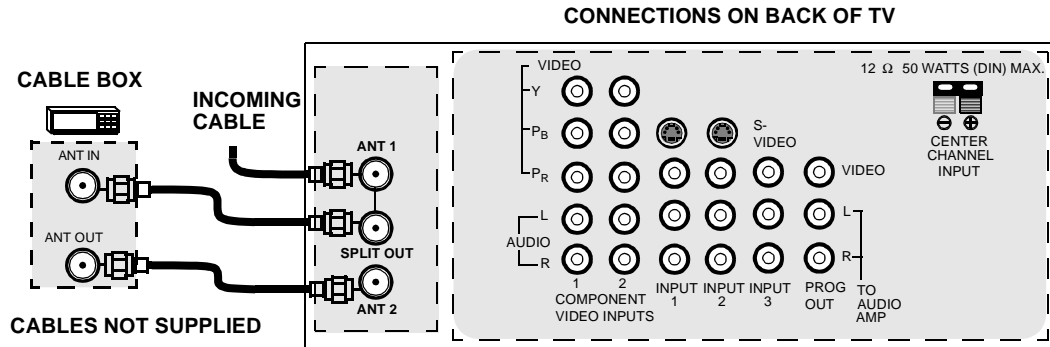 CONNECTIONS ON BACK OF TV
CABLE BOX
ANT IN
ANT OUT
CABLES NOT SUPPLIED
INCOMING
CABLE
ANT 1
SPLIT OUT
ANT 2
VIDEO
Y
PB
PR
L
AUDIO
R
1
2
COMPONENT
VIDEO INPUTS
S-
VIDEO
INPUT
1
INPUT
2
INPUT
3
PROG
OUT
VIDEO
L
R
TO
AUDIO
AMP
12 Ω 50 WATTS (DIN) MAX.
CENTER
CHANNEL
INPUT